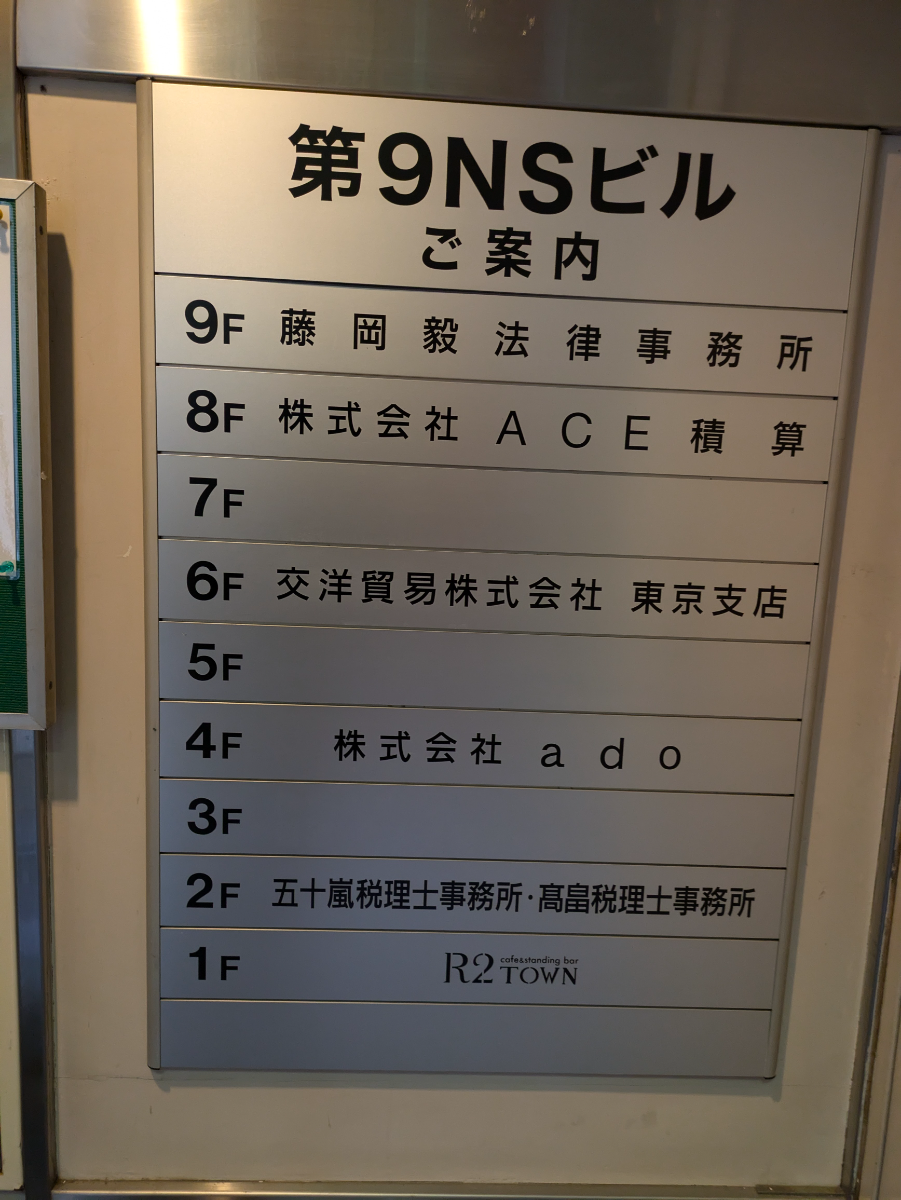 第9NSビル
ご案内
9F 藤岡毅法律事務所
8F 株式会社 ACE積算
7F
6F 交洋貿易株式会社 東京支店
5F
4F 株式会社 ado
3F
2F 五十嵐税理士事務所・髙畠税理士事務所
1F R2 cafe&standing bar TOWN